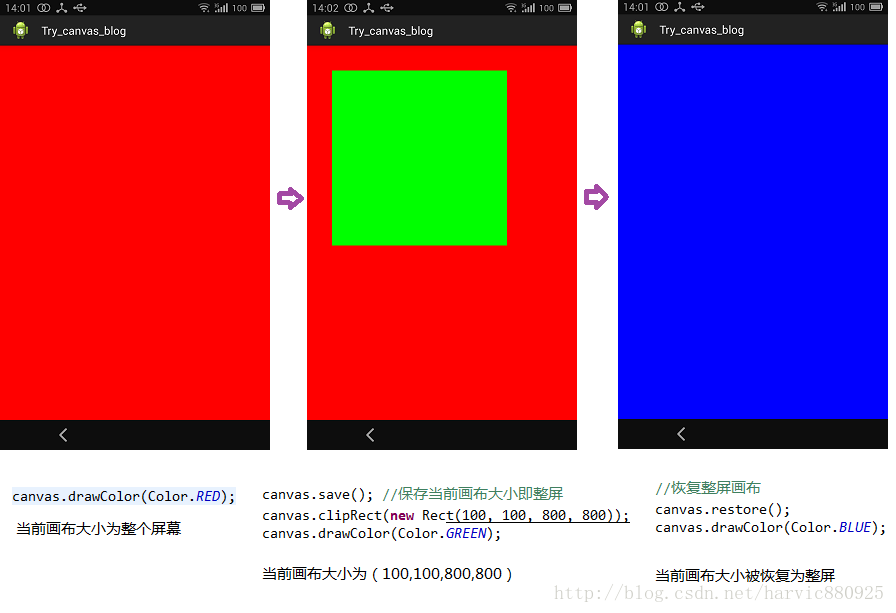 14:01 100
Try_canvas_blog
14:02 100
Try_canvas_blog
14:01 100
Try_canvas_blog
canvas.drawColor(Color.RED);
当前画布大小为整个屏幕
canvas.save(); //保存当前画布大小即整屏
canvas.clipRect(new Rect(100, 100, 800, 800));
canvas.drawColor(Color.GREEN);
当前画布大小为（100,100,800,800）
//恢复整屏画布
canvas.restore();
canvas.drawColor(Color.BLUE);
当前画布大小被恢复为整屏
http://blog.csdn.net/harvic880925